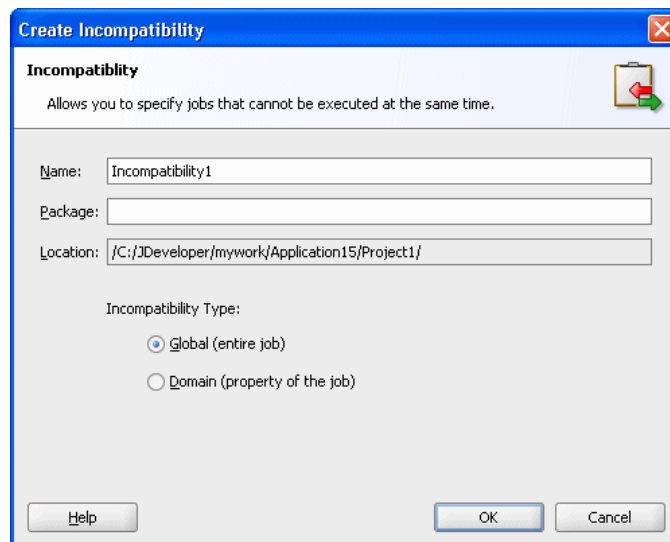 Create Incompatibility
Incompatiblity
Allows you to specify jobs that cannot be executed at the same time.
Name: Incompatibility1
Package:
Location: /C:/JDeveloper/mywork/Application15/Project1/
Incompatibility Type:
Global (entire job)
Domain (property of the job)
Help OK Cancel